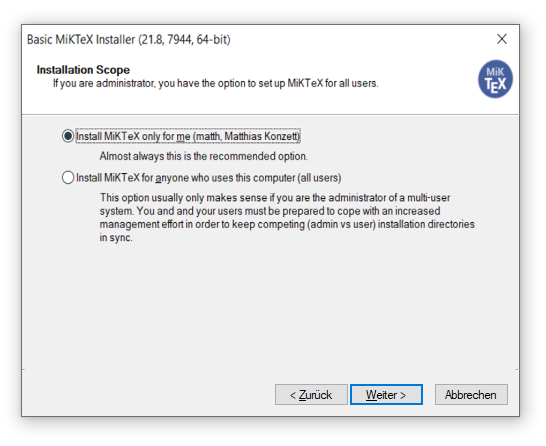 Basic MiKTeX Installer (21.8, 7944, 64-bit)
Installation Scope
If you are administrator, you have the option to set up MiKTeX for all users.
MiK
TEX
Install MiKTeX only for me (matth, Matthias Konzett)
Almost always this is the recommended option.
Install MiKTeX for anyone who uses this computer (all users)
This option usually only makes sense if you are the administrator of a multi-user
system. You and and your users must be prepared to cope with an increased
management effort in order to keep competing (admin vs user) installation directories
in sync.
< Zurück
Weiter >
Abbrechen